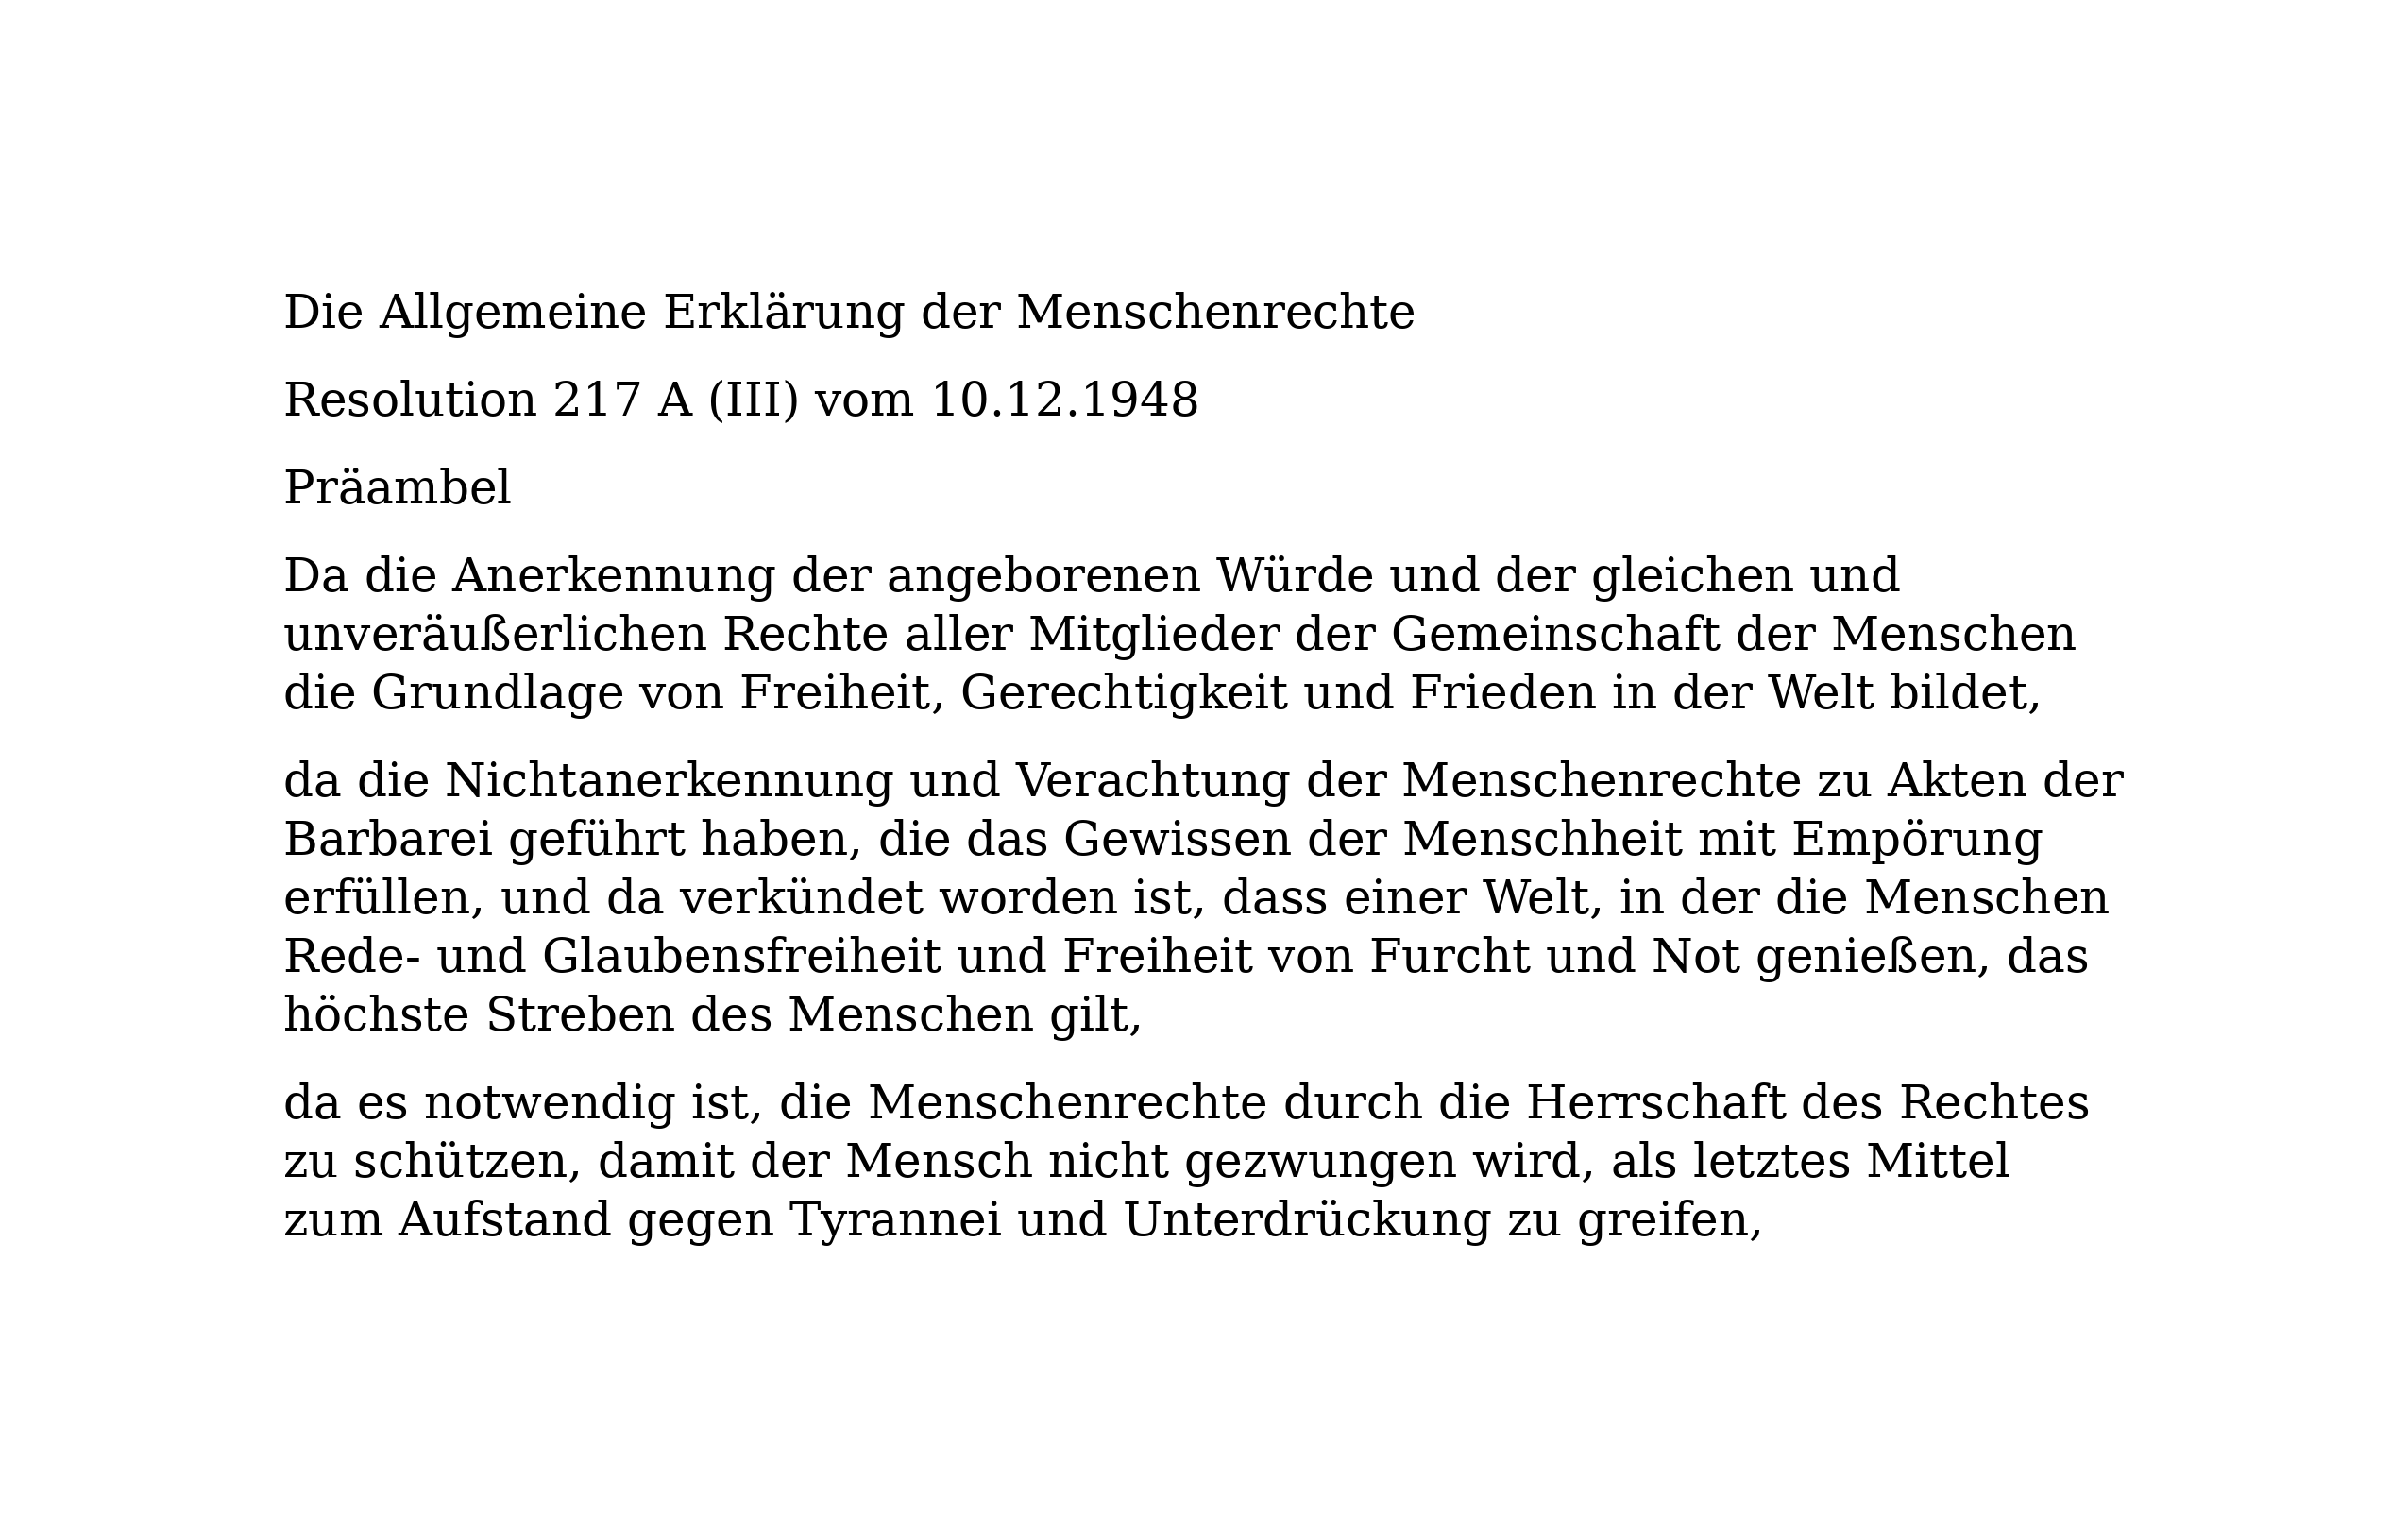 Die Allgemeine Erklärung der Menschenrechte
Resolution 217 A (III) vom 10.12.1948
Präambel
Da die Anerkennung der angeborenen Würde und der gleichen und
unveräußerlichen Rechte aller Mitglieder der Gemeinschaft der Menschen
die Grundlage von Freiheit, Gerechtigkeit und Frieden in der Welt bildet,
da die Nichtanerkennung und Verachtung der Menschenrechte zu Akten der
Barbarei geführt haben, die das Gewissen der Menschheit mit Empörung
erfüllen, und da verkündet worden ist, dass einer Welt, in der die Menschen
Rede- und Glaubensfreiheit und Freiheit von Furcht und Not genießen, das
höchste Streben des Menschen gilt,
da es notwendig ist, die Menschenrechte durch die Herrschaft des Rechtes
zu schützen, damit der Mensch nicht gezwungen wird, als letztes Mittel
zum Aufstand gegen Tyrannei und Unterdrückung zu greifen,